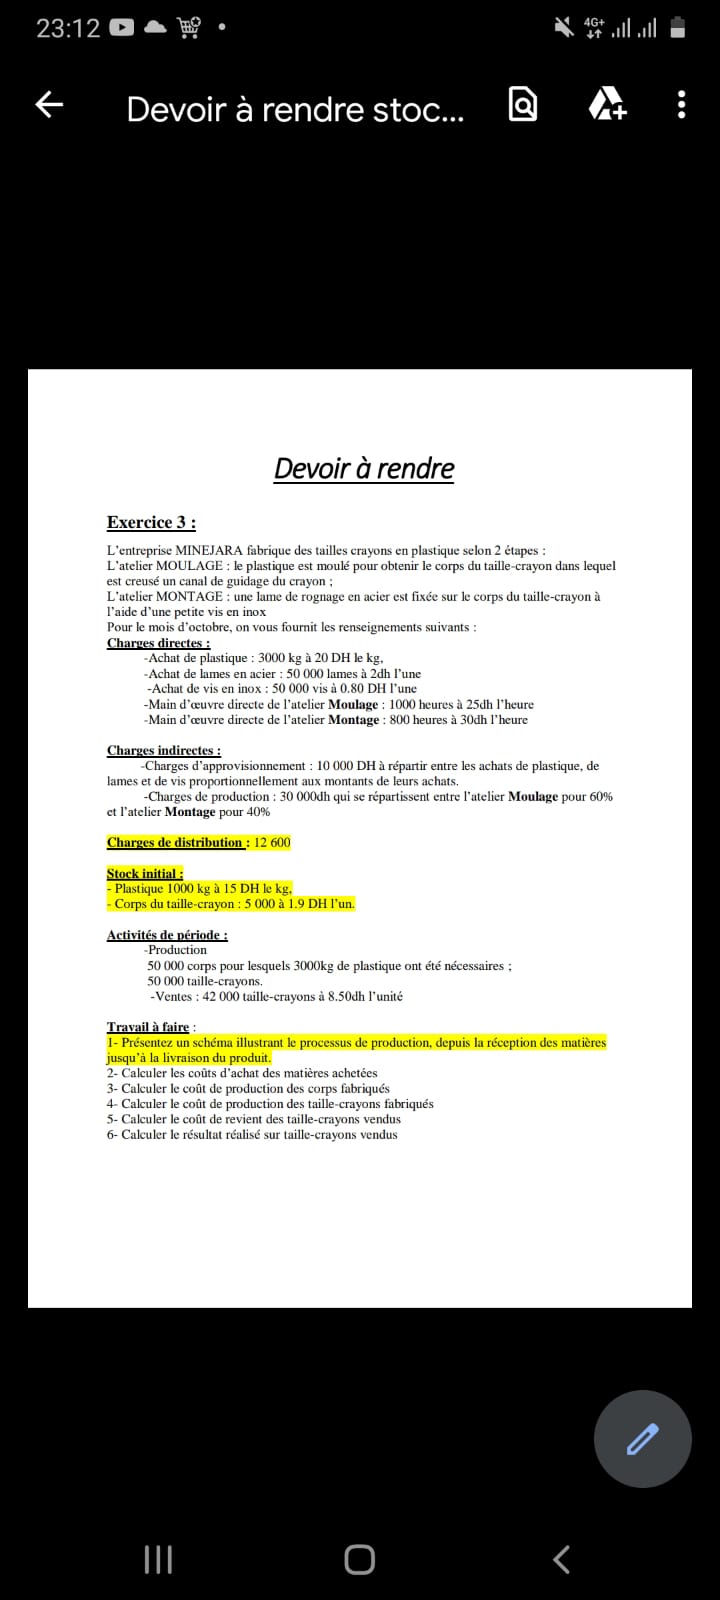 23:12
4G+
Devoir à rendre stoc...
Devoir à rendre
Exercice 3 :
L'entreprise MINEJARA fabrique des tailles crayons en plastique selon 2 étapes :
L'atelier MOULAGE : le plastique est moulé pour obtenir le corps du taille-crayon dans lequel
est creusé un canal de guidage du crayon ;
L'atelier MONTAGE : une lame de rognage en acier est fixée sur le corps du taille-crayon à
l'aide d'une petite vis en inox
Pour le mois d'octobre, on vous fournit les renseignements suivants :
Charges directes :
-Achat de plastique : 3000 kg à 20 DH le kg,
-Achat de lames en acier : 50 000 lames à 2dh l'une
-Achat de vis en inox : 50 000 vis à 0.80 DH l'une
-Main d'œuvre directe de l'atelier Moulage : 1000 heures à 25dh l'heure
-Main d'œuvre directe de l'atelier Montage : 800 heures à 30dh l'heure
Charges indirectes :
-Charges d'approvisionnement : 10 000 DH à répartir entre les achats de plastique, de
lames et de vis proportionnellement aux montants de leurs achats.
-Charges de production : 30 000dh qui se répartissent entre l'atelier Moulage pour 60%
et l'atelier Montage pour 40%
Charges de distribution : 12 600
Stock initial :
- Plastique 1000 kg à 15 DH le kg,
- Corps du taille-crayon : 5 000 à 1.9 DH l'un.
Activités de période :
-Production
50 000 corps pour lesquels 3000kg de plastique ont été nécessaires ;
50 000 taille-crayons.
-Ventes : 42 000 taille-crayons à 8.50dh l'unité
Travail à faire :
1- Présentez un schéma illustrant le processus de production, depuis la réception des matières
jusqu'à la livraison du produit.
2- Calculer les coûts d'achat des matières achetées
3- Calculer le coût de production des corps fabriqués
4- Calculer le coût de production des taille-crayons fabriqués
5- Calculer le coût de revient des taille-crayons vendus
6- Calculer le résultat réalisé sur taille-crayons vendus